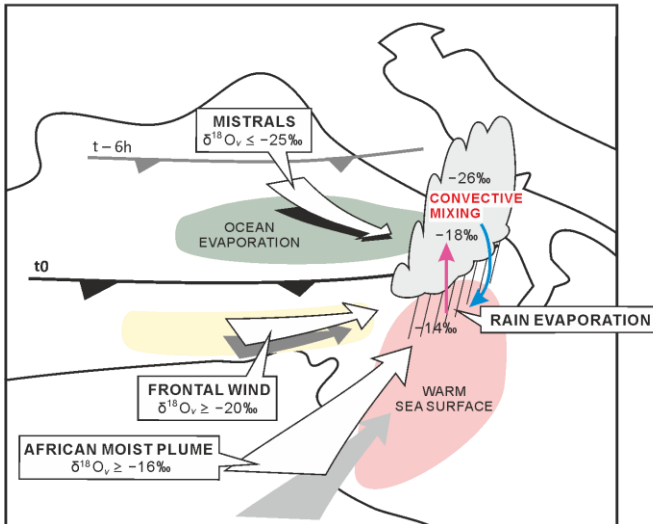 MISTRALS
δ¹⁸Oᵥ ≤ −25‰
t – 6h
−26‰
CONVECTIVE
MIXING
OCEAN
EVAPORATION
−18‰
t0
RAIN EVAPORATION
−14‰
FRONTAL WIND
δ¹⁸Oᵥ ≥ −20‰
WARM
SEA SURFACE
AFRICAN MOIST PLUME
δ¹⁸Oᵥ ≥ −16‰